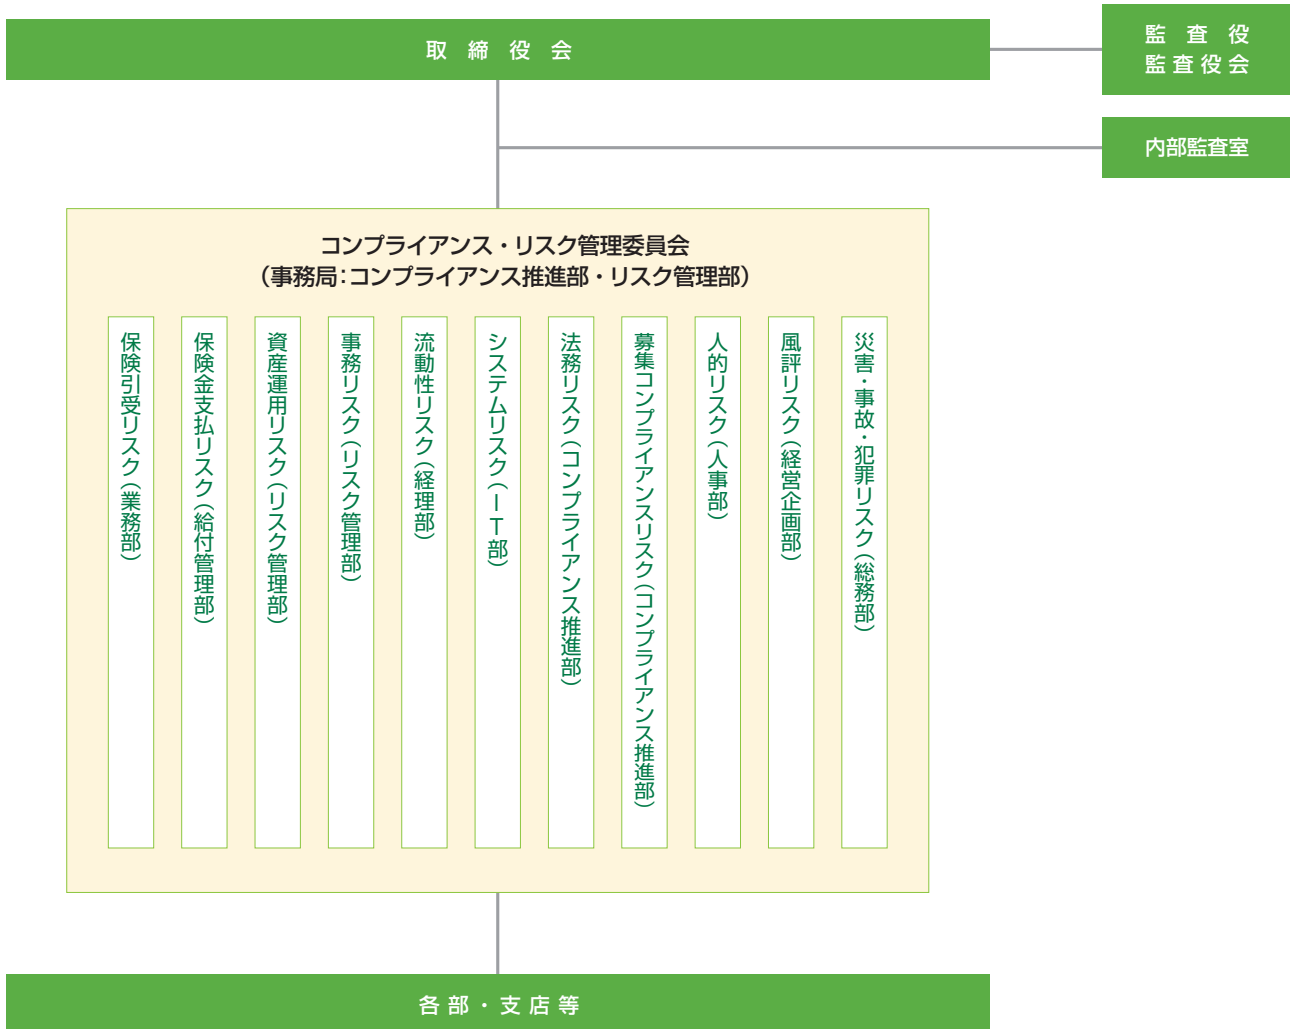 取締役会
監査役
監査役会
内部監査室
コンプライアンス・リスク管理委員会
（事務局：コンプライアンス推進部・リスク管理部）
保険引受リスク（業務部）
保険金支払リスク（給付管理部）
資産運用リスク（リスク管理部）
事務リスク（リスク管理部）
流動性リスク（経理部）
システムリスク（IT部）
法務リスク（コンプライアンス推進部）
募集コンプライアンスリスク（コンプライアンス推進部）
人的リスク（人事部）
風評リスク（経営企画部）
災害・事故・犯罪リスク（総務部）
各部・支店等